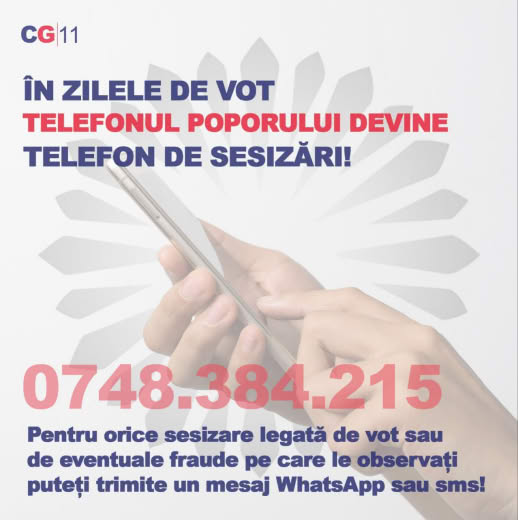 CG|11
ÎN ZILELE DE VOT
TELEFONUL POPORULUI DEVINE
TELEFON DE SESIZĂRI!
0748.384.215
Pentru orice sesizare legată de vot sau
de eventuale fraude pe care le observați
puteți trimite un mesaj WhatsApp sau sms!